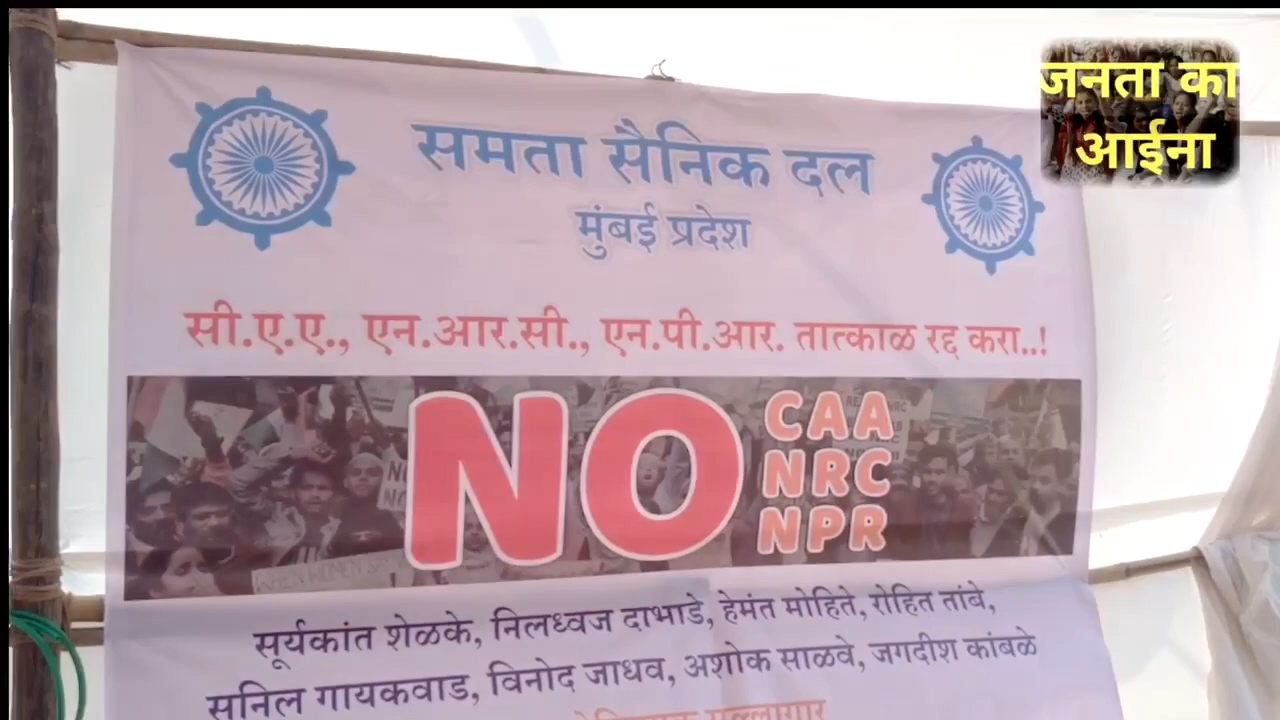 जनता का
आईना
समता सैनिक दल
मुंबई प्रदेश
सी.ए.ए., एन.आर.सी., एन.पी.आर. तात्काळ रद्द करा..!
NO
CAA
NRC
NPR
सूर्यकांत शेळके, निलध्वज दाभाडे, हेमंत मोहिते, रोहित तांबे,
सुनिल गायकवाड, विनोद जाधव, अशोक साळवे, जगदीश कांबळे